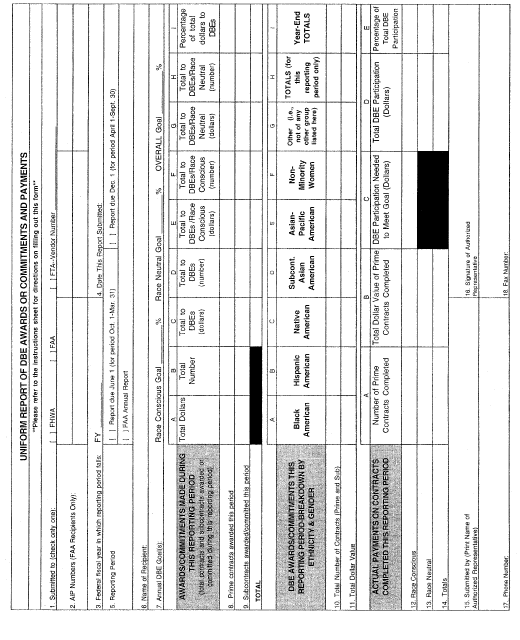 UNIFORM REPORT OF DBE AWARDS OR COMMITMENTS AND PAYMENTS
**Please refer to the instructions sheet for directions on filling out this form**
1. Submitted to (check only one): [ ] FHWA [ ] FAA [ ] FTA--Vendor Number
2. AIP Numbers (FAA Recipients Only):
3. Federal fiscal year in which reporting period falls: FY 4. Date This Report Submitted:
5. Reporting Period [ ] Report due June 1 (for period Oct. 1-Mar. 31) [ ] Report due Dec. 1 (for period April 1-Sept. 30)
[ ] FAA Annual Report
6. Name of Recipient:
7. Annual DBE Goal(s): Race Conscious Goal % Race Neutral Goal % OVERALL Goal %
A B C D E F G H I
AWARDS/COMMITMENTS MADE DURING THIS REPORTING PERIOD
(total contracts and subcontracts awarded or committed during this reporting period)
Total Dollars
Total Number
Total to DBEs (dollars)
Total to DBEs (number)
Total to DBEs /Race Conscious (dollars)
Total to DBEs/Race Conscious (number)
Total to DBEs/Race Neutral (dollars)
Total to DBEs/Race Neutral (number)
Percentage of total dollars to DBEs
8. Prime contracts awarded this period
9. Subcontracts awarded/committed this period
TOTAL
A B C D E F G H I
DBE AWARDS/COMMITMENTS THIS REPORTING PERIOD-BREAKDOWN BY ETHNICITY & GENDER
Black American
Hispanic American
Native American
Subcont. Asian American
Asian-Pacific American
Non-Minority Woman
Other (i.e., not of any other group listed here)
TOTALS (for this reporting period only)
Year-End TOTALS
10. Total Number of Contracts (Prime and Sub)
11. Total Dollar Value
A B C D E
ACTUAL PAYMENTS ON CONTRACTS COMPLETED THIS REPORTING PERIOD
Number of Prime Contracts Completed
Total Dollar Value of Prime Contracts Completed
DBE Participation Needed to Meet Goal (Dollars)
Total DBE Participation (Dollars)
Percentage of Total DBE Participation
12. Race Conscious
13. Race Neutral
14. Totals
15. Submitted by (Print Name of Authorized Representative)
16. Signature of Authorized Representative
17. Phone Number:
18. Fax Number: